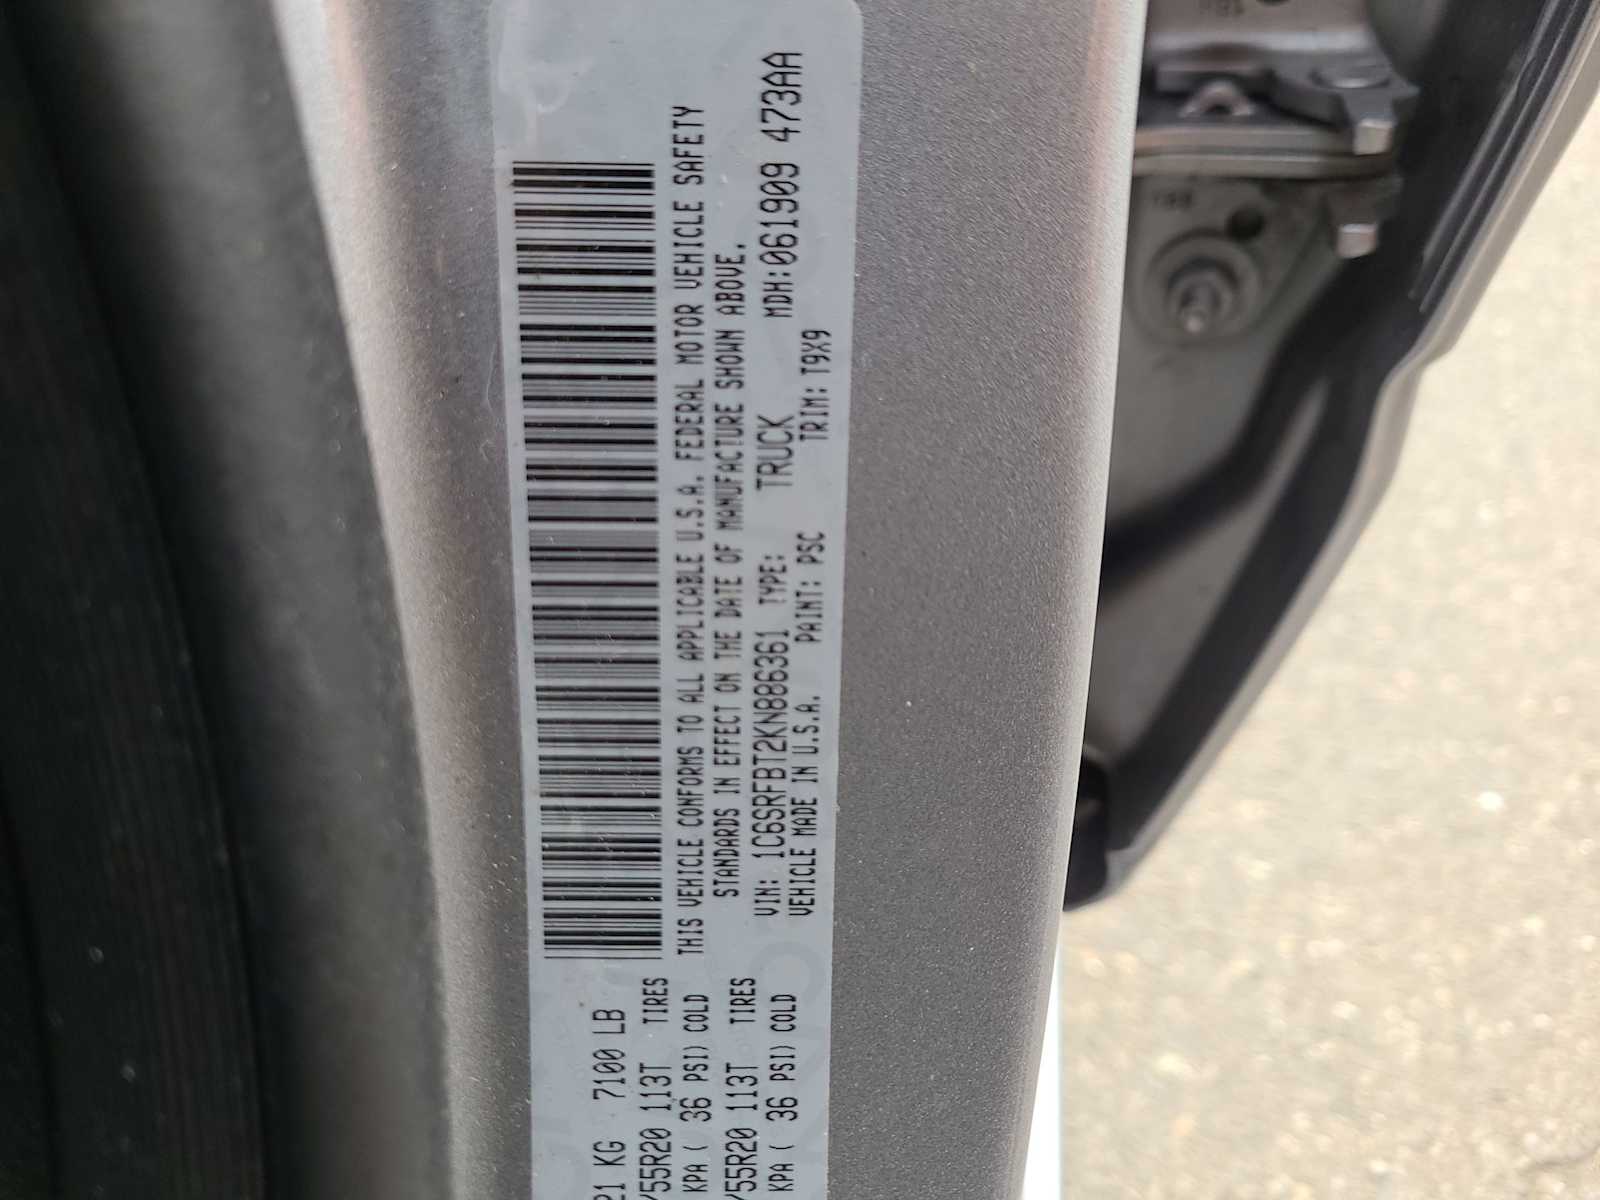 21 KG 7100 LB
/55R20 113T TIRES
KPA ( 36 PSI) COLD
/55R20 113T TIRES
KPA ( 36 PSI) COLD
THIS VEHICLE CONFORMS TO ALL APPLICABLE U.S.A. FEDERAL MOTOR VEHICLE SAFETY
STANDARDS IN EFFECT ON THE DATE OF MANUFACTURE SHOWN ABOVE.
VIN: 1C6SRFBT2KN886361 TYPE: TRUCK MDH:061909 473AA
VEHICLE MADE IN U.S.A. PAINT: PSC TRIM: T9X9